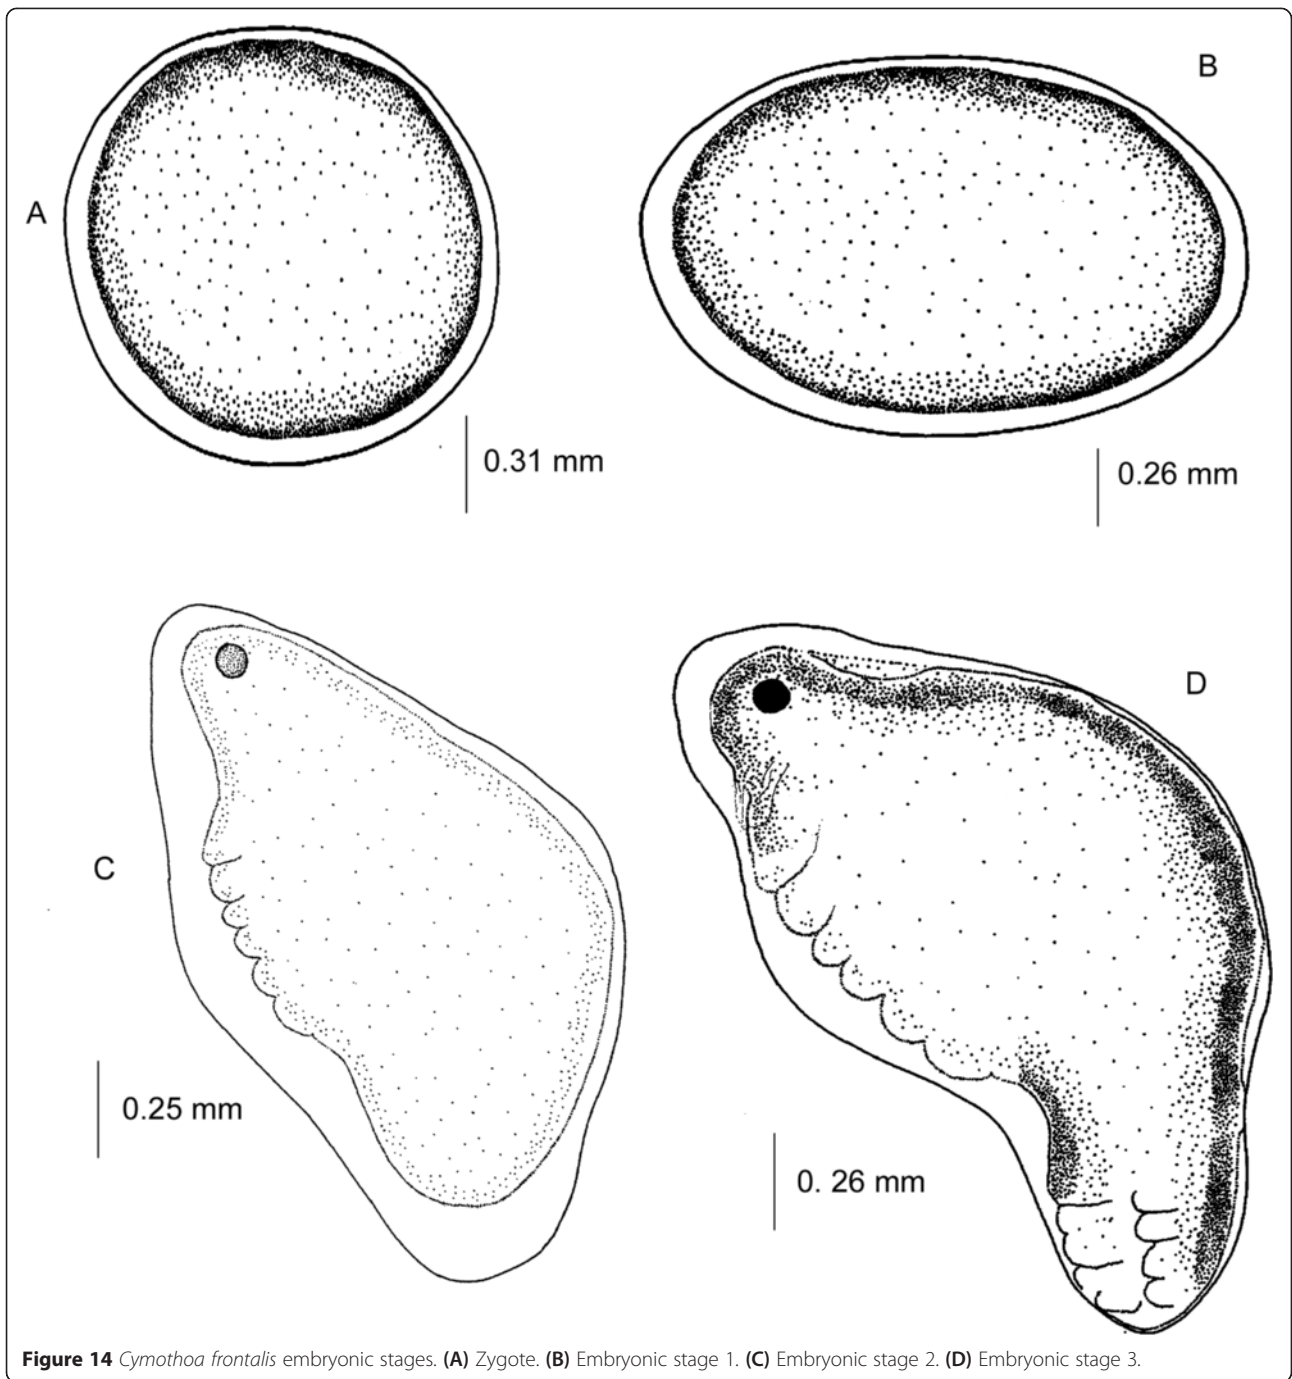 B
A
0.31 mm
0.26 mm
D
C
0.25 mm
0. 26 mm
Figure 14 Cymothoa frontalis embryonic stages. (A) Zygote. (B) Embryonic stage 1. (C) Embryonic stage 2. (D) Embryonic stage 3.